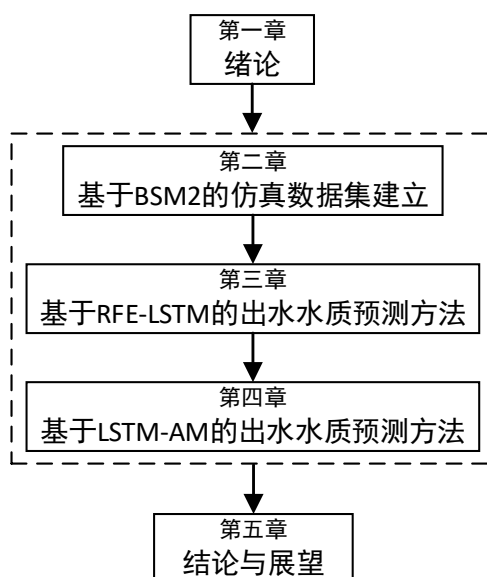 第一章
绪论
第二章
基于BSM2的仿真数据集建立
第三章
基于RFE-LSTM的出水水质预测方法
第四章
基于LSTM-AM的出水水质预测方法
第五章
结论与展望